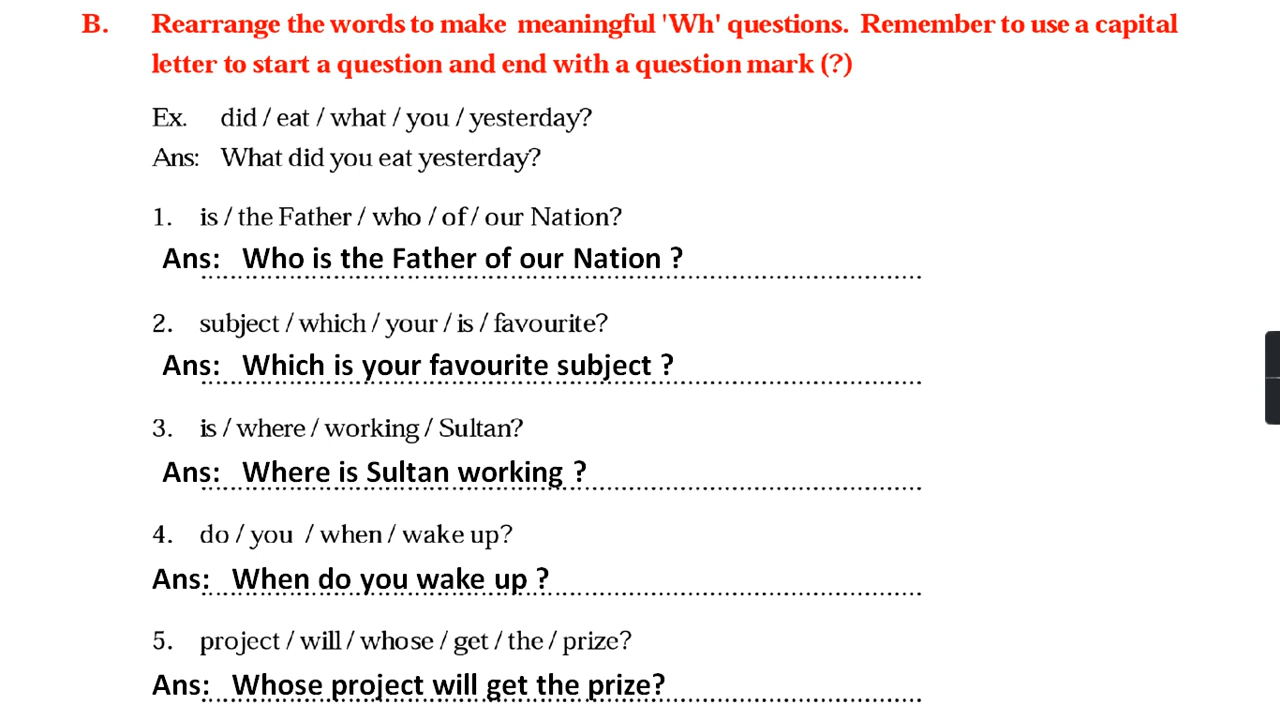 B. Rearrange the words to make meaningful 'Wh' questions. Remember to use a capital
letter to start a question and end with a question mark (?)
Ex. did / eat / what / you / yesterday?
Ans: What did you eat yesterday?
1. is / the Father / who / of / our Nation?
Ans: Who is the Father of our Nation ?
2. subject / which / your / is / favourite?
Ans: Which is your favourite subject ?
3. is / where / working / Sultan?
Ans: Where is Sultan working ?
4. do / you / when / wake up?
Ans: When do you wake up ?
5. project / will / whose / get / the / prize?
Ans: Whose project will get the prize?